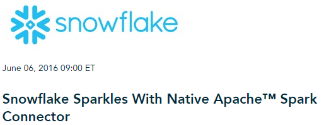 snowflake
June 06, 2016 09:00 ET
Snowflake Sparkles With Native Apache™ Spark
Connector